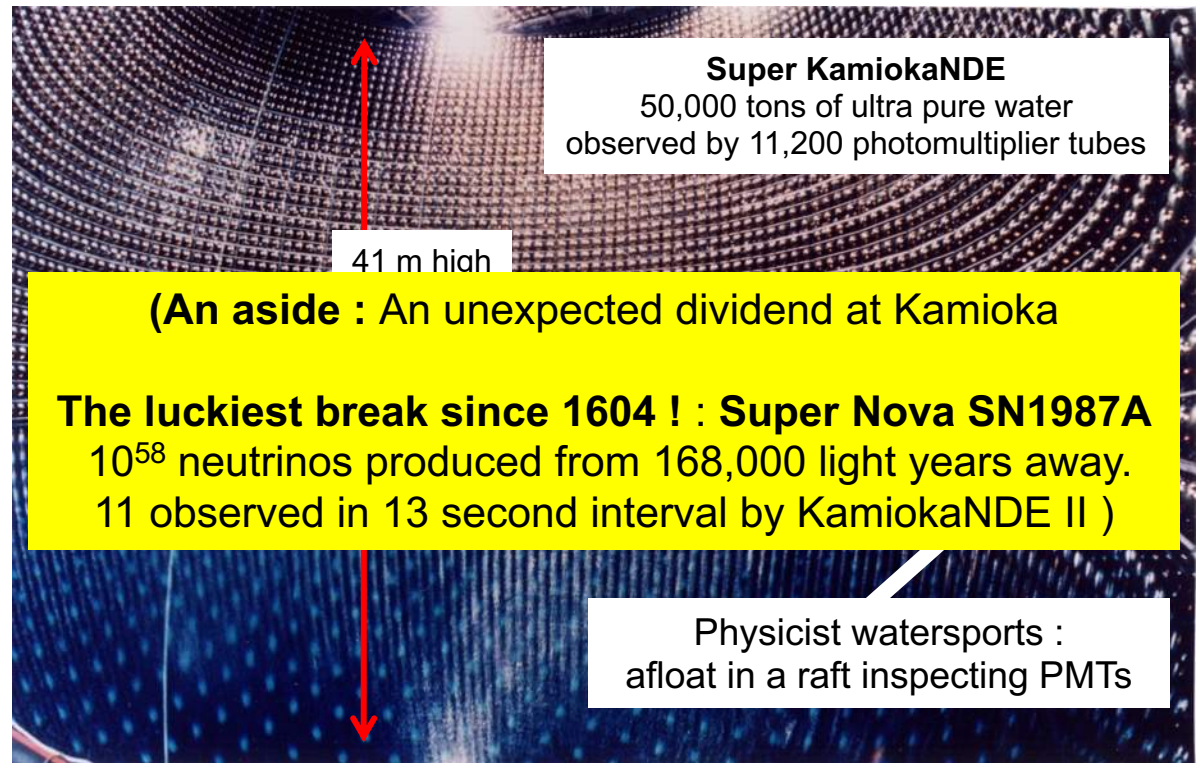 Super KamiokaNDE
50,000 tons of ultra pure water
observed by 11,200 photomultiplier tubes
41 m high
(An aside : An unexpected dividend at Kamioka
The luckiest break since 1604 ! : Super Nova SN1987A
10⁵⁸ neutrinos produced from 168,000 light years away.
11 observed in 13 second interval by KamiokaNDE II )
Physicist watersports :
afloat in a raft inspecting PMTs